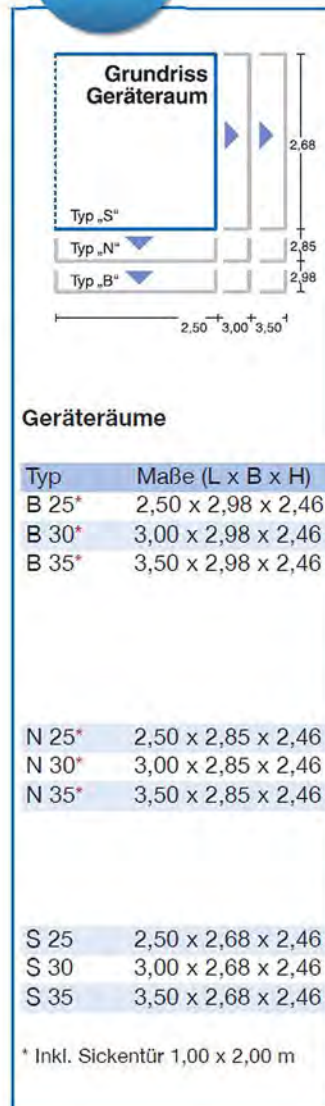 Grundriss
Geräteraum
2,68
Typ „S“
Typ „N“
2,85
Typ „B“
2,98
2,50 3,00 3,50
Geräteräume
Typ Maße (L x B x H)
B 25* 2,50 x 2,98 x 2,46
B 30* 3,00 x 2,98 x 2,46
B 35* 3,50 x 2,98 x 2,46
N 25* 2,50 x 2,85 x 2,46
N 30* 3,00 x 2,85 x 2,46
N 35* 3,50 x 2,85 x 2,46
S 25 2,50 x 2,68 x 2,46
S 30 3,00 x 2,68 x 2,46
S 35 3,50 x 2,68 x 2,46
* Inkl. Sickentür 1,00 x 2,00 m